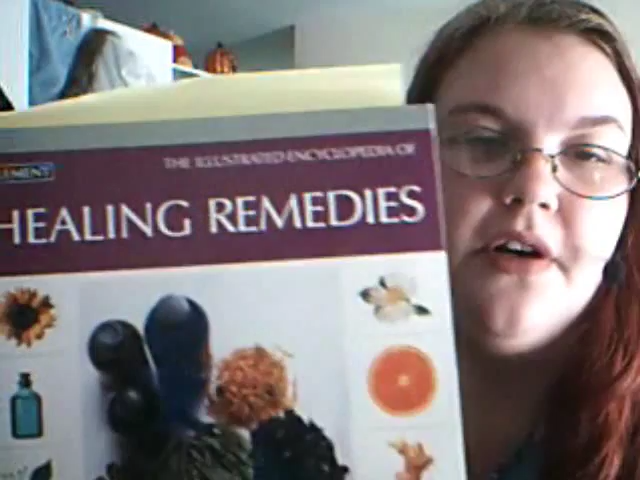 THE ILLUSTRATED ENCYCLOPEDIA OF
HEALING REMEDIES